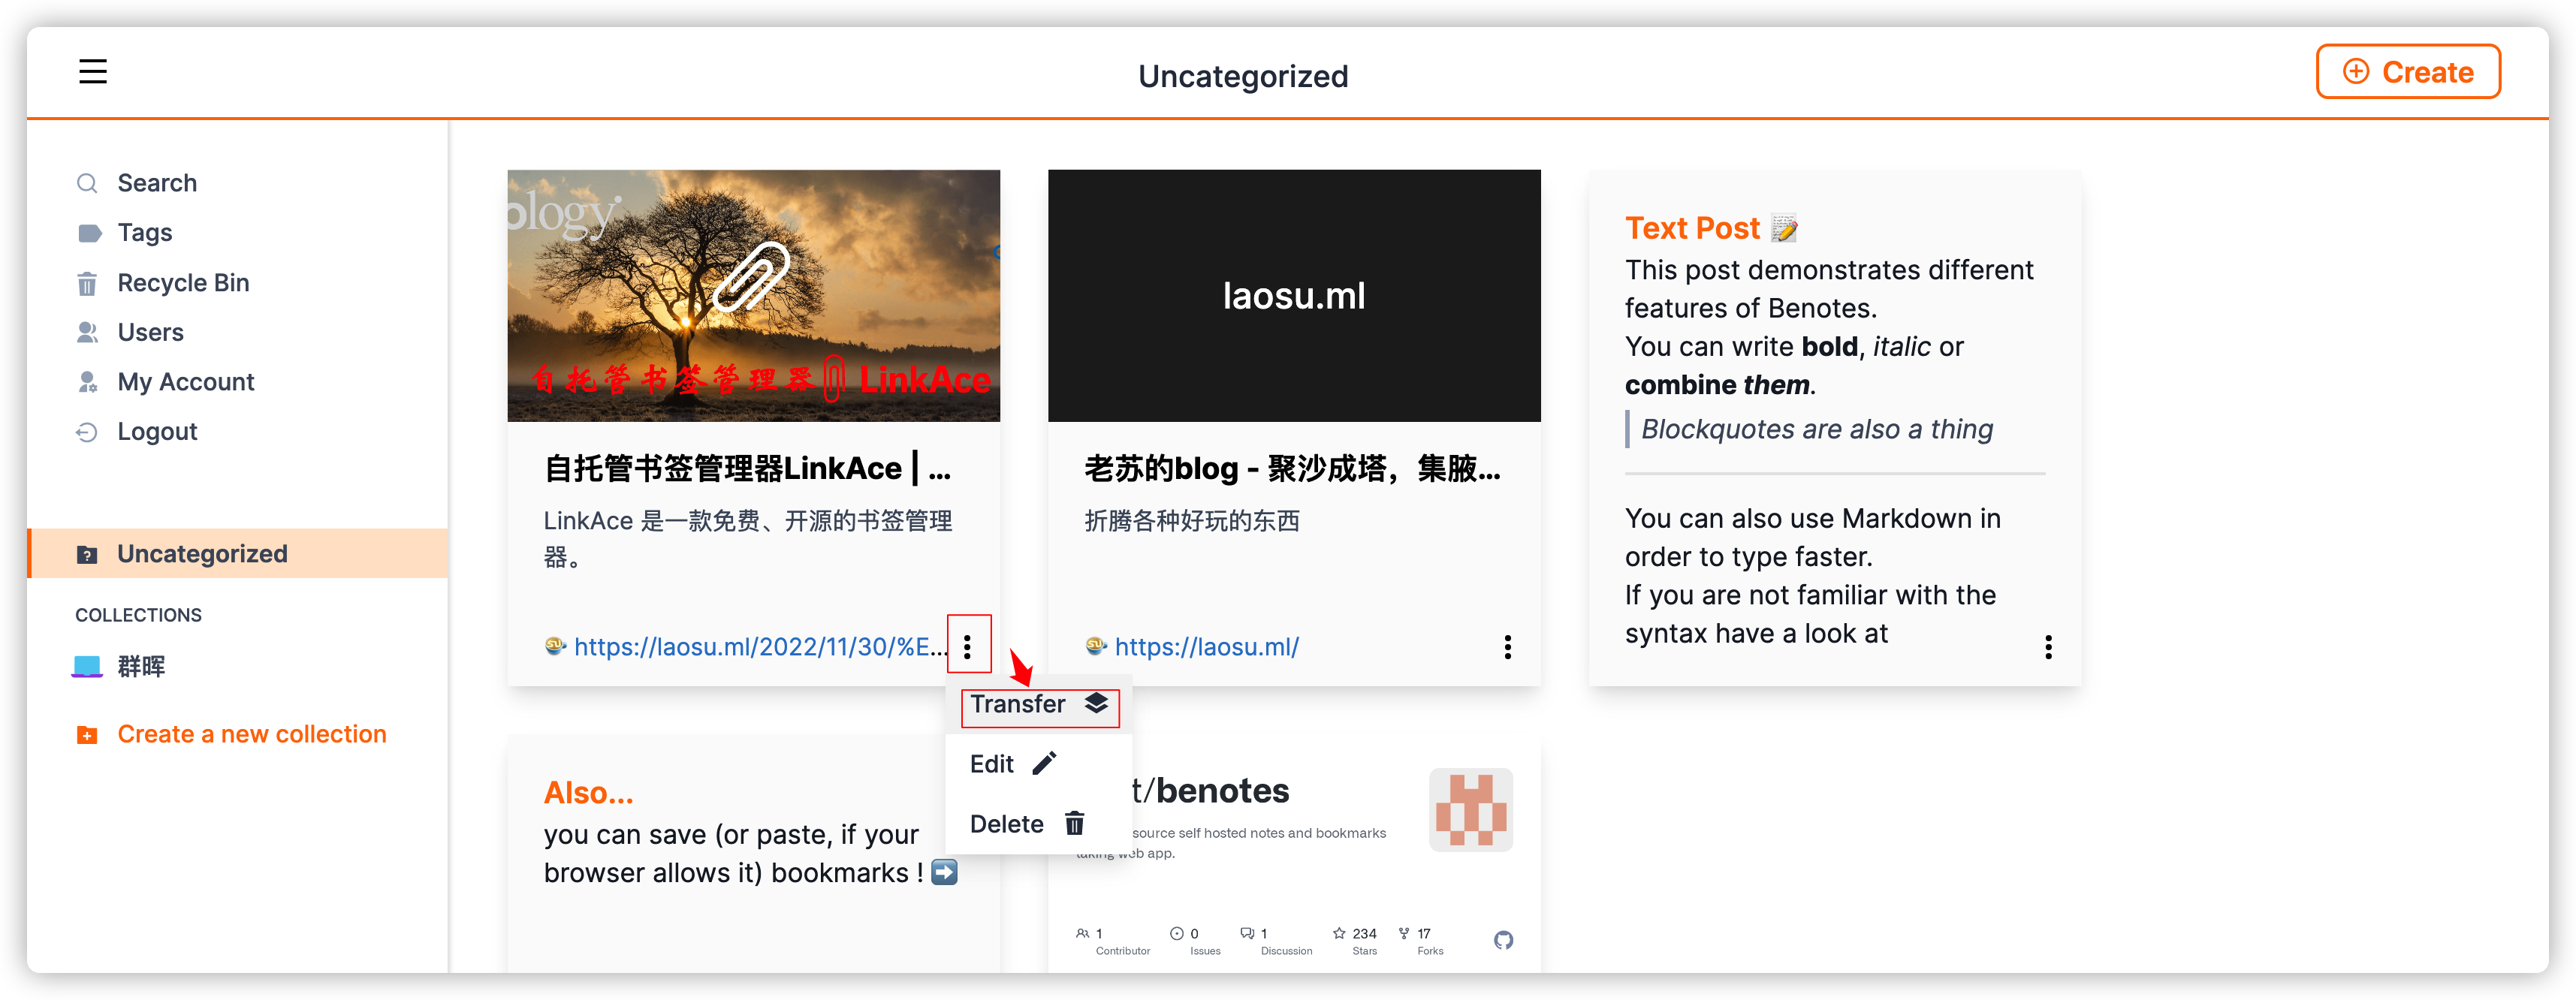 Uncategorized
Create
Search
Tags
Recycle Bin
Users
My Account
Logout
Uncategorized
COLLECTIONS
群晖
Create a new collection
ology
自托管书签管理器 LinkAce
自托管书签管理器LinkAce | ...
LinkAce 是一款免费、开源的书签管理
器。
https://laosu.ml/2022/11/30/%E...
laosu.ml
老苏的blog - 聚沙成塔，集腋...
折腾各种好玩的东西
https://laosu.ml/
Text Post 📝
This post demonstrates different
features of Benotes.
You can write bold, italic or
combine them.
Blockquotes are also a thing
You can also use Markdown in
order to type faster.
If you are not familiar with the
syntax have a look at
Transfer
Edit
Delete
Also...
you can save (or paste, if your
browser allows it) bookmarks ! ➡️
t/benotes
source self hosted notes and bookmarks
taking web app.
1
Contributor
0
Issues
1
Discussion
234
Stars
17
Forks